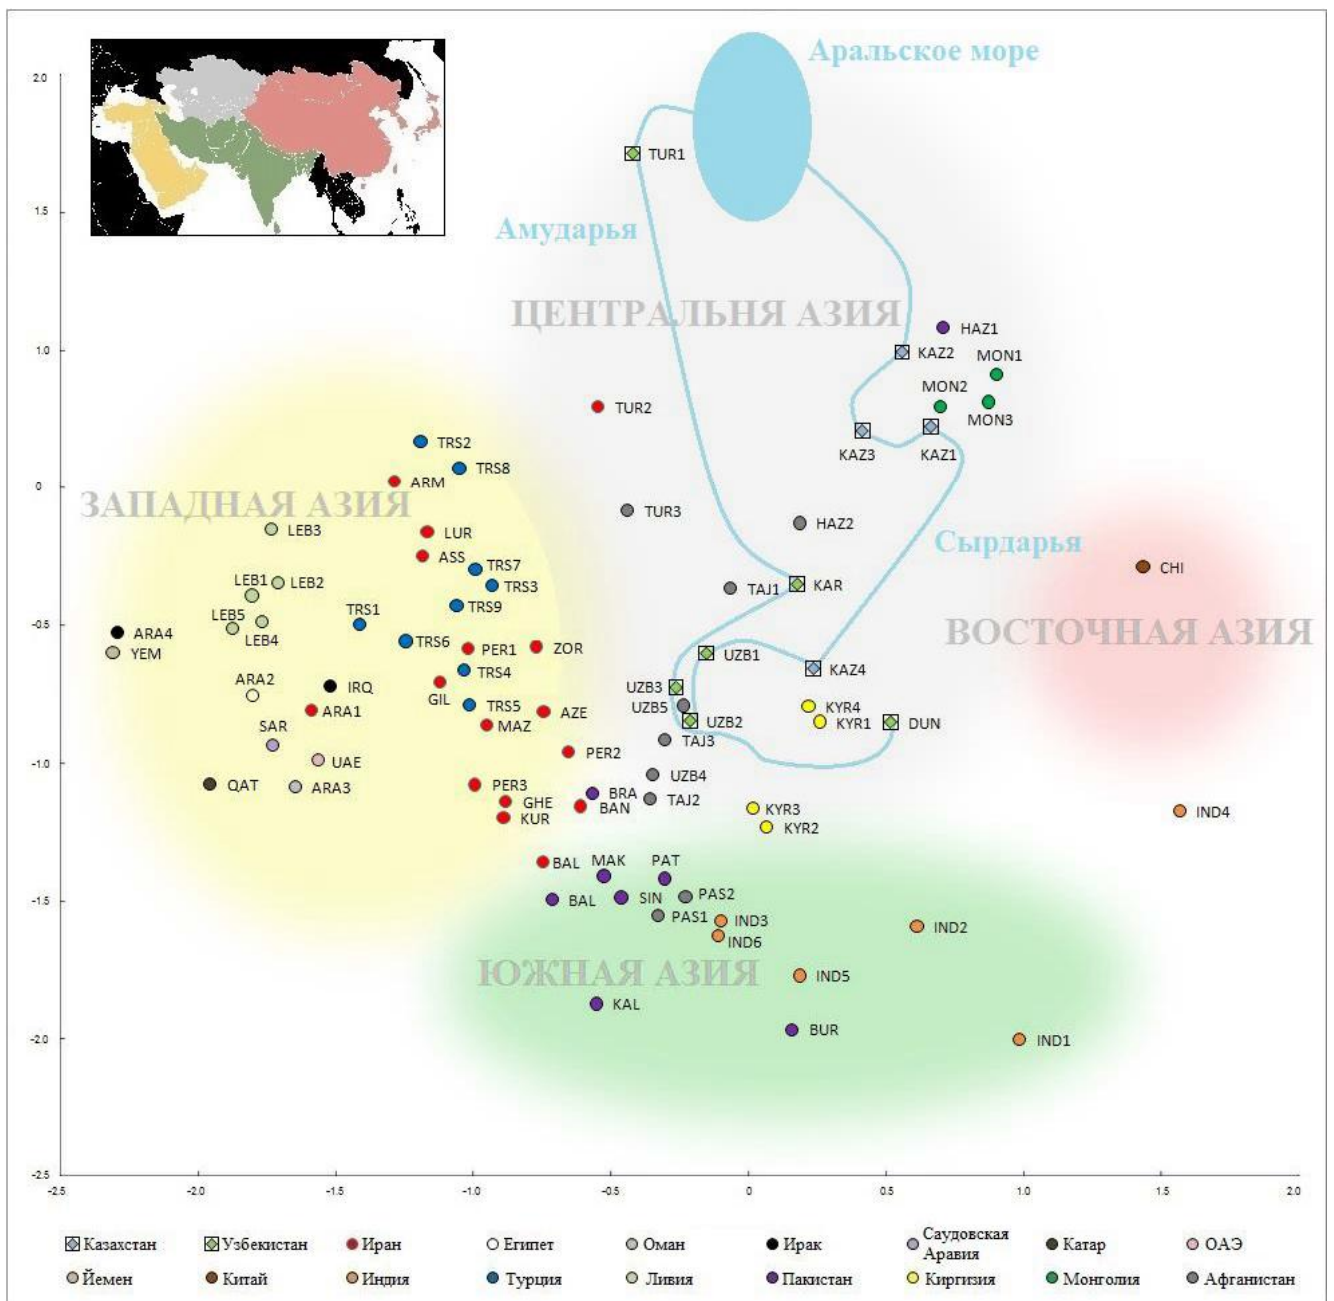 Аральское море
2.0
TUR1
1.5
Амударья
ЦЕНТРАЛЬНЯ АЗИЯ
HAZ1
1.0
KAZ2
MON1
MON2
TUR2
MON3
KAZ3
KAZ1
TRS2
TRS8
ARM
0
ЗАПАДНАЯ АЗИЯ
TUR3
HAZ2
LEB3
LUR
Сырдарья
ASS
TRS7
CHI
LEB1
LEB2
TRS3
TAJ1
KAR
TRS9
LEB5
TRS1
-0.5
ARA4
LEB4
ВОСТОЧНАЯ АЗИЯ
TRS6
PER1
ZOR
YEM
UZB1
KAZ4
TRS4
ARA2
IRQ
GIL
UZB3
UZB5
TRS5
KYR4
ARA1
AZE
MAZ
UZB2
KYR1
DUN
SAR
TAJ3
PER2
UAE
-1.0
UZB4
QAT
ARA3
PER3
BRA
TAJ2
GHE
BAN
KYR3
IND4
KUR
KYR2
BAL
MAK
PAT
-1.5
BAL
SIN
PAS2
PAS1
IND3
IND2
IND6
ЮЖНАЯ АЗИЯ
IND5
KAL
BUR
-2.0
IND1
-2.5
-2.5 -2.0 -1.5 -1.0 -0.5 0 0.5 1.0 1.5 2.0
Казахстан Узбекистан Иран Египет Оман Ирак Саудовская Аравия Катар ОАЭ
Йемен Китай Индия Турция Ливия Пакистан Киргизия Монголия Афганистан